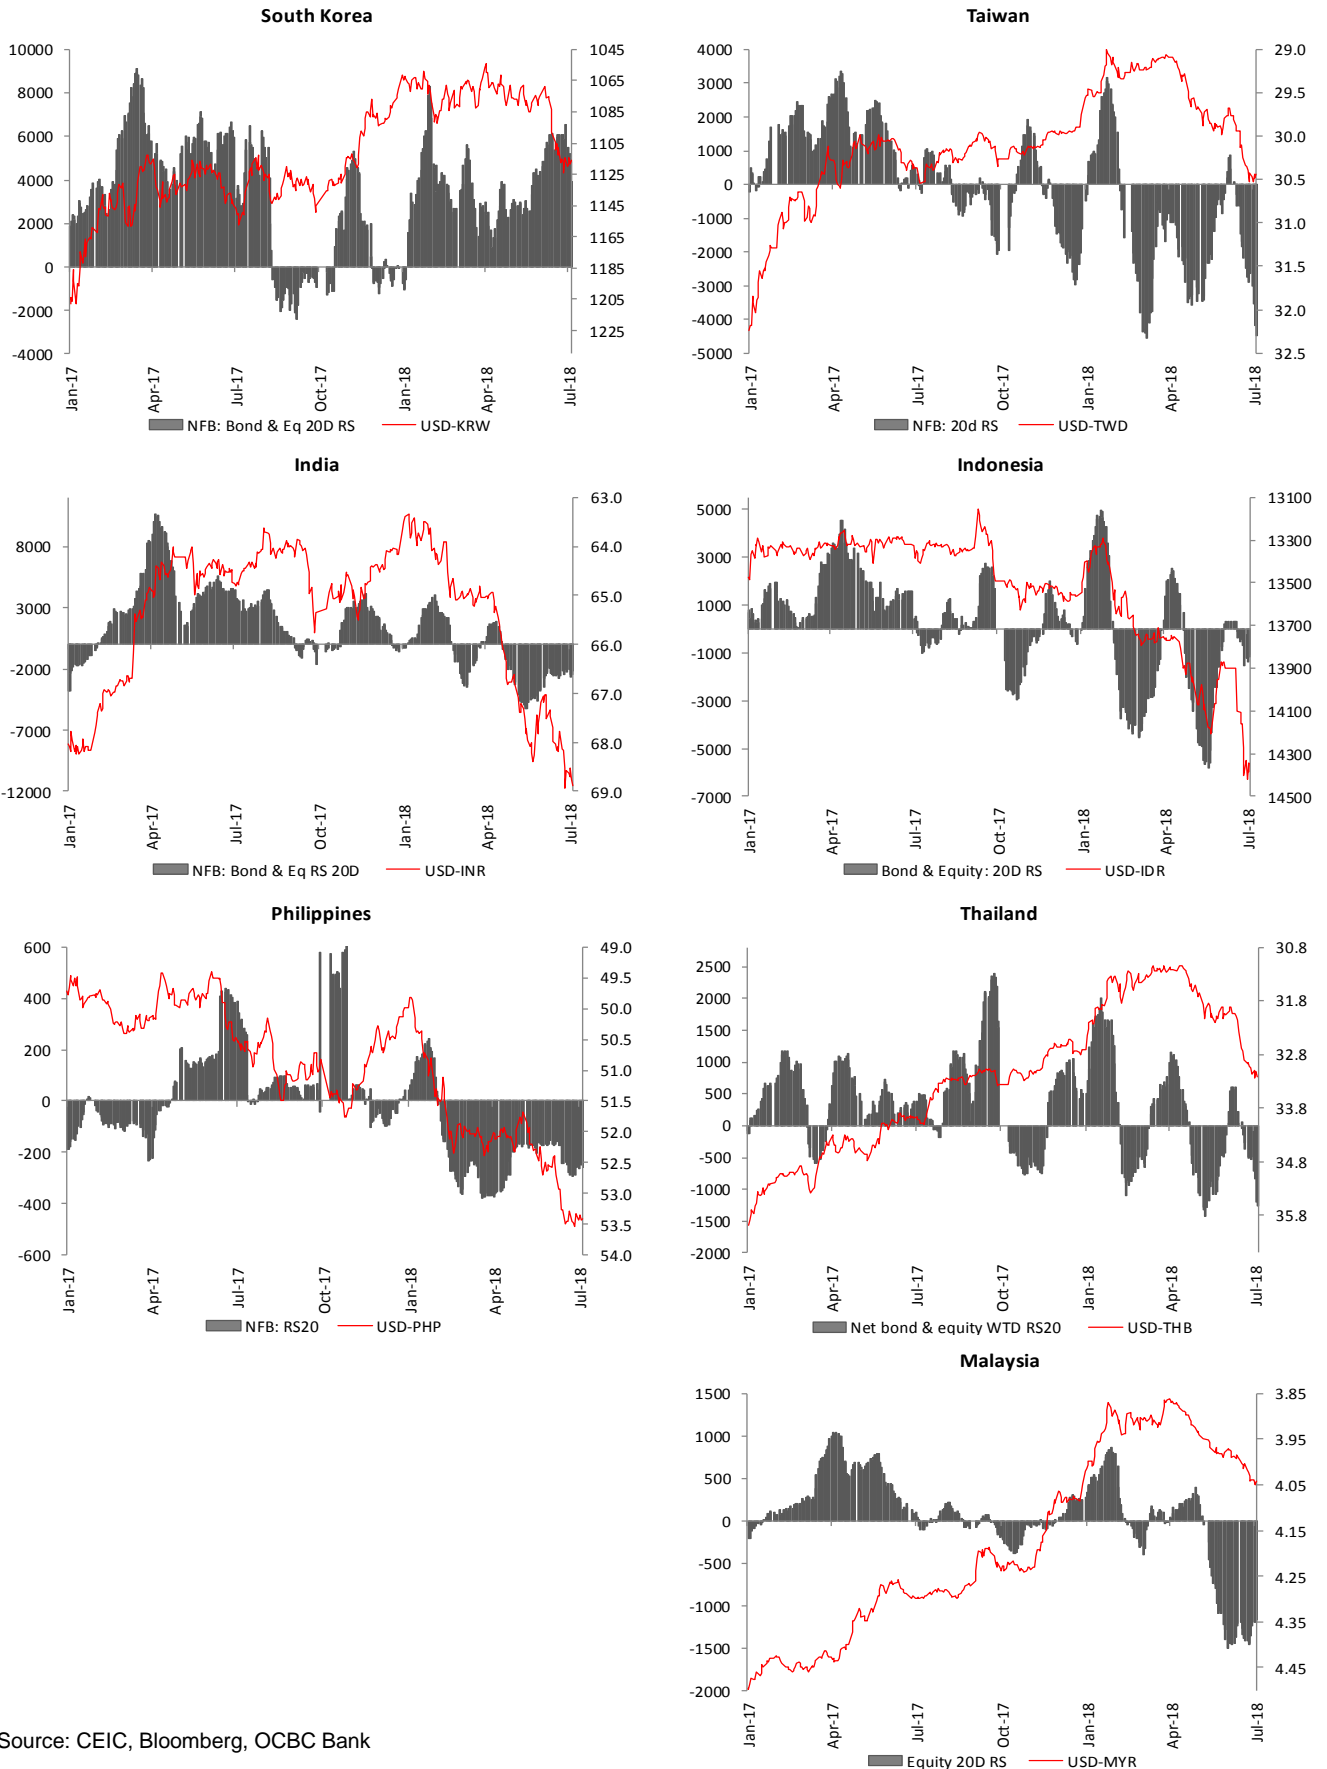 South Korea
10000
8000
6000
4000
2000
0
-2000
-4000
1045
1065
1085
1105
1125
1145
1165
1185
1205
1225
Jan-17
Apr-17
Jul-17
Oct-17
Jan-18
Apr-18
Jul-18
NFB: Bond & Eq 20D RS
USD-KRW
Taiwan
4000
3000
2000
1000
0
-1000
-2000
-3000
-4000
-5000
29.0
29.5
30.0
30.5
31.0
31.5
32.0
32.5
Jan-17
Apr-17
Jul-17
Oct-17
Jan-18
Apr-18
Jul-18
NFB: 20d RS
USD-TWD
India
8000
3000
-2000
-7000
-12000
63.0
64.0
65.0
66.0
67.0
68.0
69.0
Jan-17
Apr-17
Jul-17
Oct-17
Jan-18
Apr-18
Jul-18
NFB: Bond & Eq RS 20D
USD-INR
Indonesia
5000
3000
1000
-1000
-3000
-5000
-7000
13100
13300
13500
13700
13900
14100
14300
14500
Jan-17
Apr-17
Jul-17
Oct-17
Jan-18
Apr-18
Jul-18
Bond & Equity: 20D RS
USD-IDR
Philippines
600
400
200
0
-200
-400
-600
49.0
49.5
50.0
50.5
51.0
51.5
52.0
52.5
53.0
53.5
54.0
Jan-17
Apr-17
Jul-17
Oct-17
Jan-18
Apr-18
Jul-18
NFB: RS20
USD-PHP
Thailand
2500
2000
1500
1000
500
0
-500
-1000
-1500
-2000
30.8
31.8
32.8
33.8
34.8
35.8
Jan-17
Apr-17
Jul-17
Oct-17
Jan-18
Apr-18
Jul-18
Net bond & equity WTD RS20
USD-THB
Malaysia
1500
1000
500
0
-500
-1000
-1500
-2000
3.85
3.95
4.05
4.15
4.25
4.35
4.45
Jan-17
Apr-17
Jul-17
Oct-17
Jan-18
Apr-18
Jul-18
Equity 20D RS
USD-MYR
Source: CEIC, Bloomberg, OCBC Bank